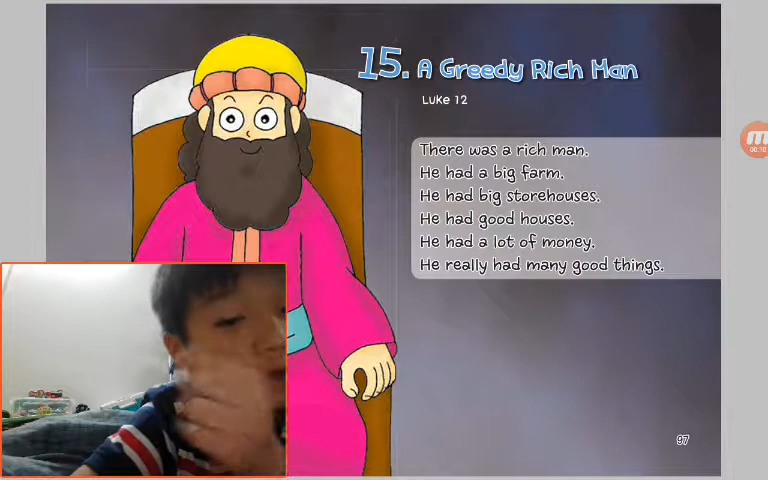 15. A Greedy Rich Man
Luke 12
There was a rich man.
He had a big farm.
He had big storehouses.
He had good houses.
He had a lot of money.
He really had many good things.
97